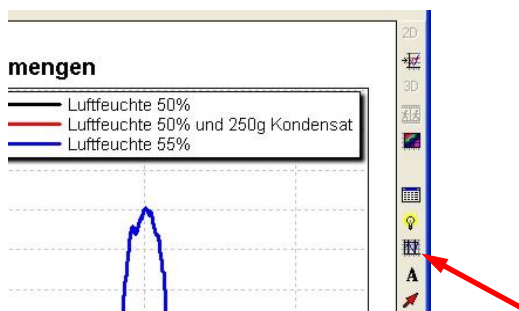 2D
mengen
3D
Luftfeuchte 50%
Luftfeuchte 50% und 250g Kondensat
Luftfeuchte 55%
A